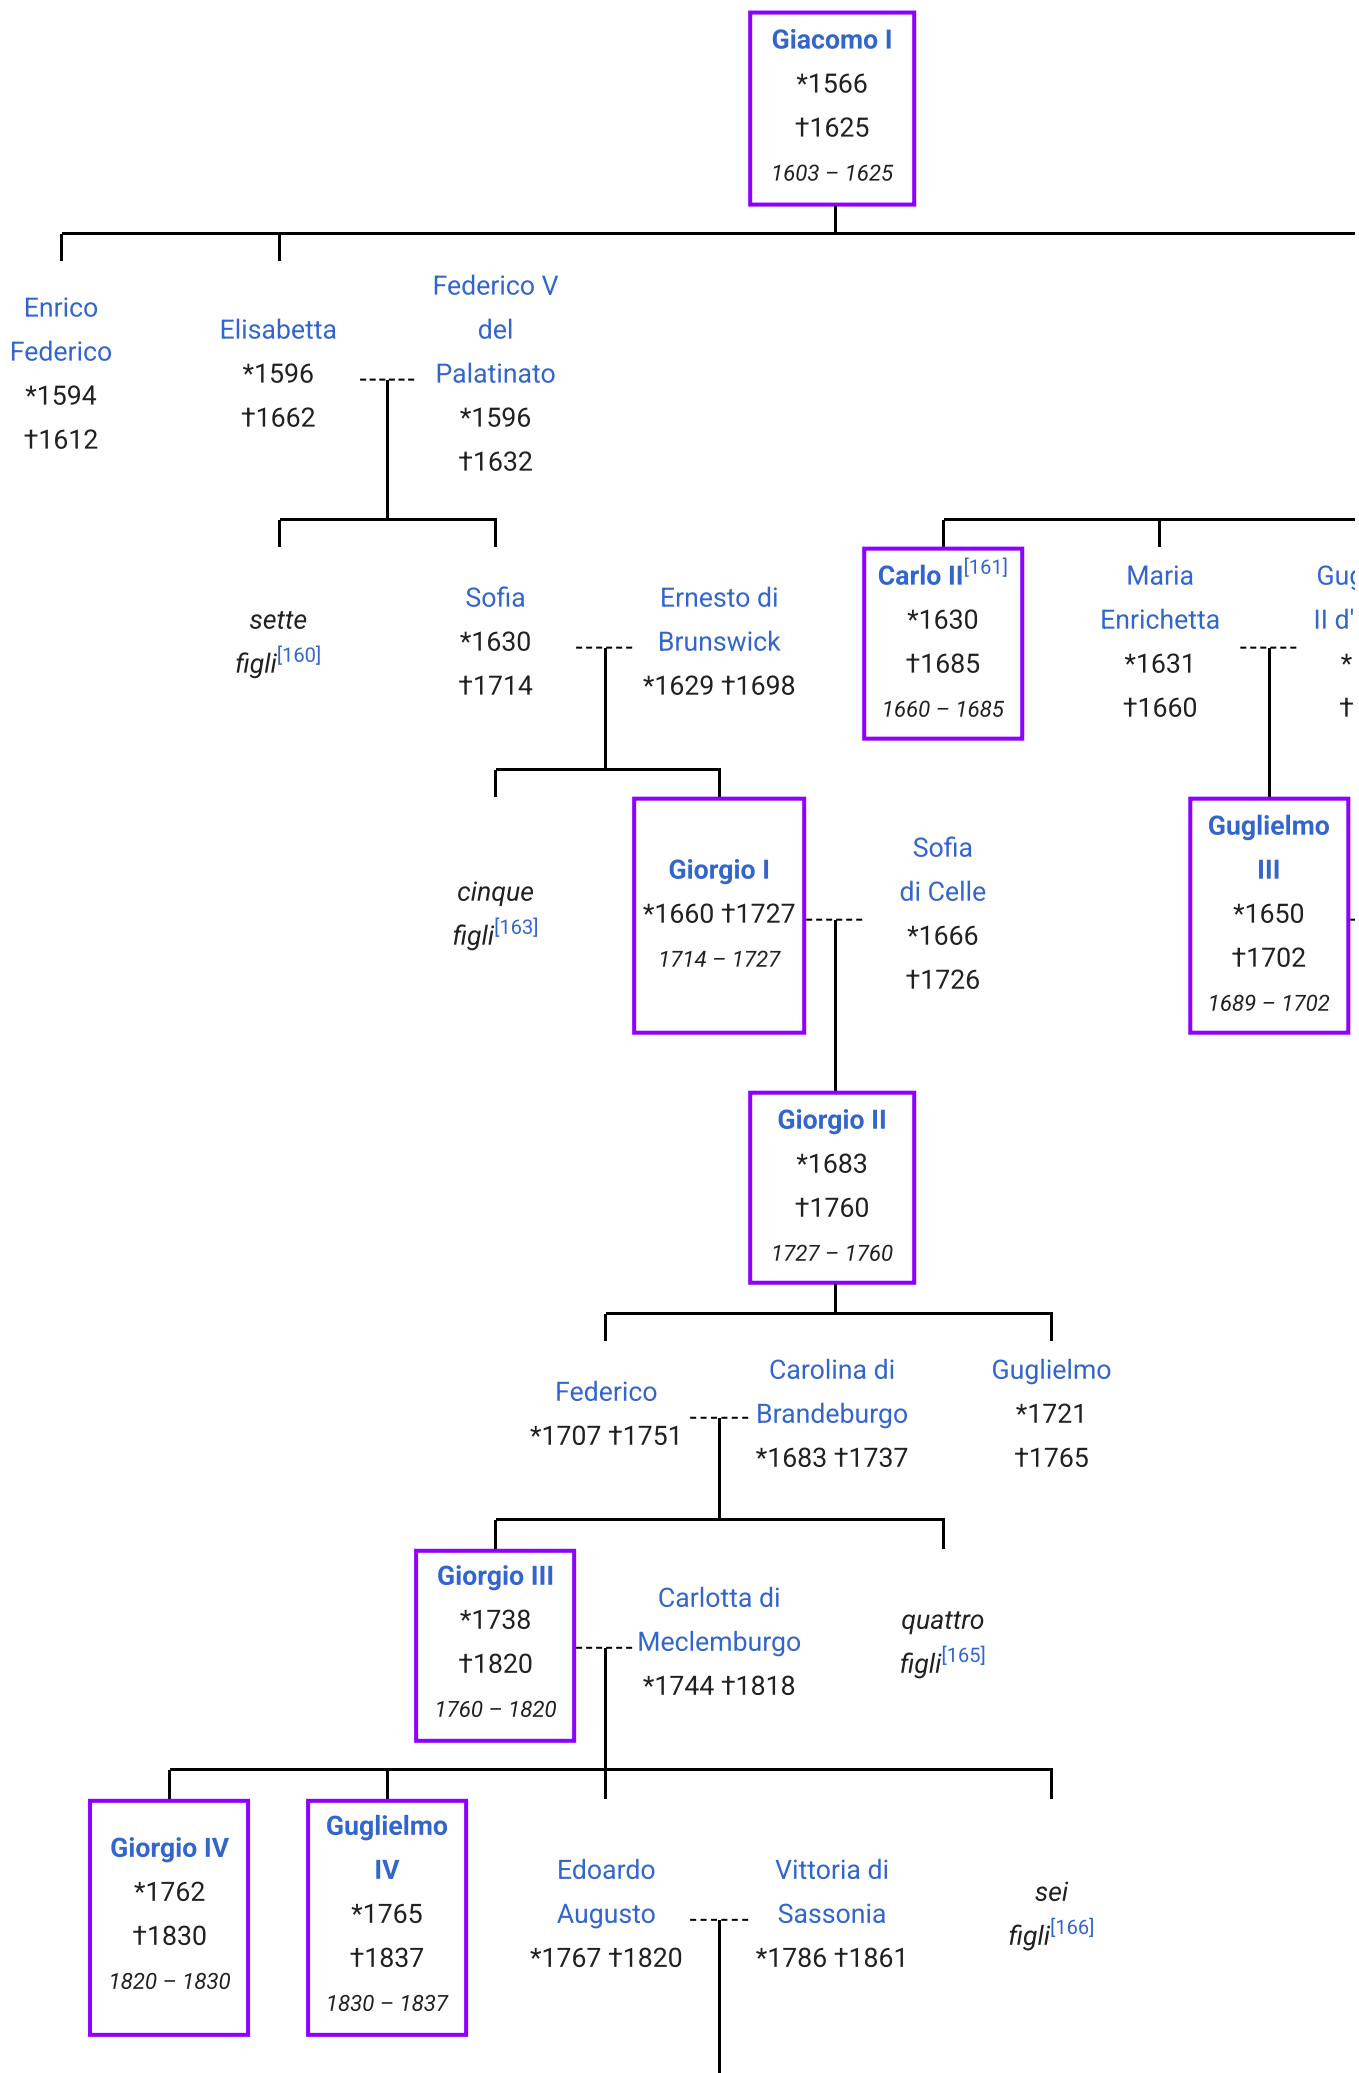 Giacomo I
*1566
†1625
1603 – 1625
Enrico
Federico
*1594
†1612
Elisabetta
*1596
†1662
Federico V
del
Palatinato
*1596
†1632
sette
figli[160]
Sofia
*1630
†1714
Ernesto di
Brunswick
*1629 †1698
Carlo II[161]
*1630
†1685
1660 – 1685
Maria
Enrichetta
*1631
†1660
II d'
*
†
cinque
figli[163]
Giorgio I
*1660 †1727
1714 – 1727
Sofia
di Celle
*1666
†1726
Guglielmo
III
*1650
†1702
1689 – 1702
Giorgio II
*1683
†1760
1727 – 1760
Federico
*1707 †1751
Carolina di
Brandeburgo
*1683 †1737
Guglielmo
*1721
†1765
Giorgio III
*1738
†1820
1760 – 1820
Carlotta di
Meclemburgo
*1744 †1818
quattro
figli[165]
Giorgio IV
*1762
†1830
1820 – 1830
Guglielmo
IV
*1765
†1837
1830 – 1837
Edoardo
Augusto
*1767 †1820
Vittoria di
Sassonia
*1786 †1861
sei
figli[166]